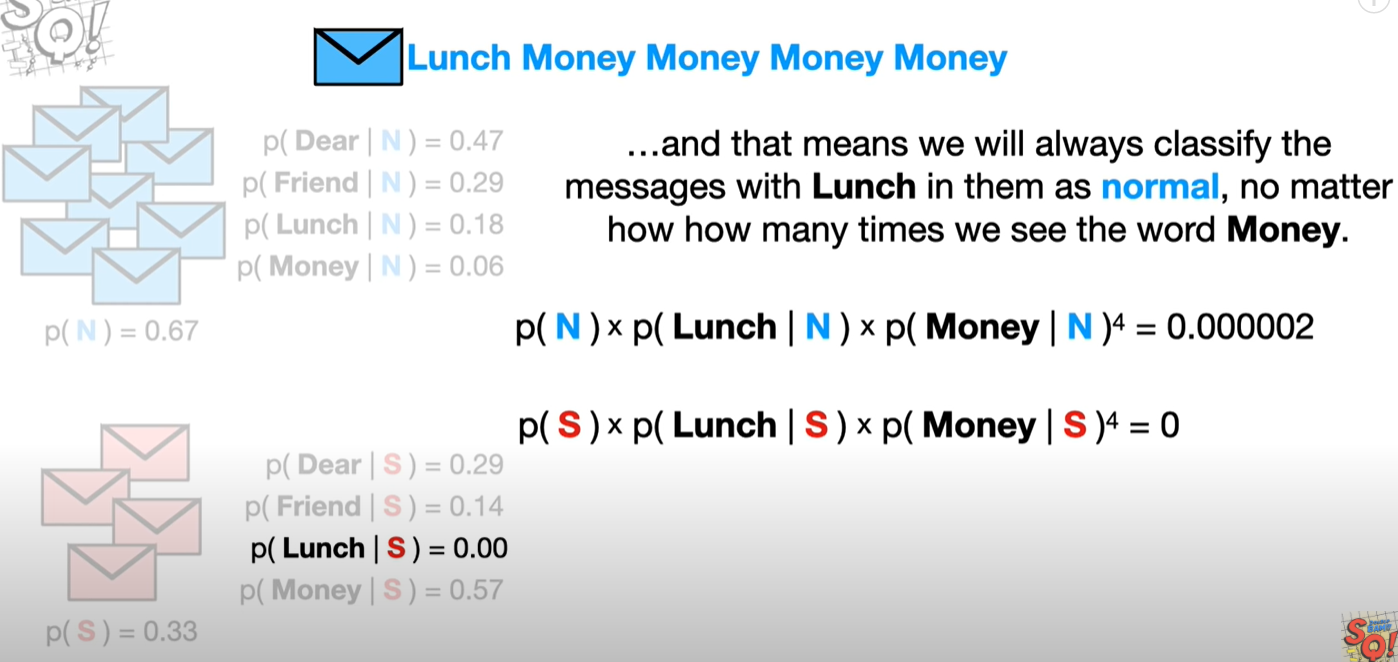 SQ!
Lunch Money Money Money Money
p( Dear | N ) = 0.47
p( Friend | N ) = 0.29
p( Lunch | N ) = 0.18
p( Money | N ) = 0.06
p( N ) = 0.67
...and that means we will always classify the
messages with Lunch in them as normal, no matter
how how many times we see the word Money.
p( N ) × p( Lunch | N ) × p( Money | N )⁴ = 0.000002
p( S ) × p( Lunch | S ) × p( Money | S )⁴ = 0
p( Dear | S ) = 0.29
p( Friend | S ) = 0.14
p( Lunch | S ) = 0.00
p( Money | S ) = 0.57
p( S ) = 0.33
SQ!